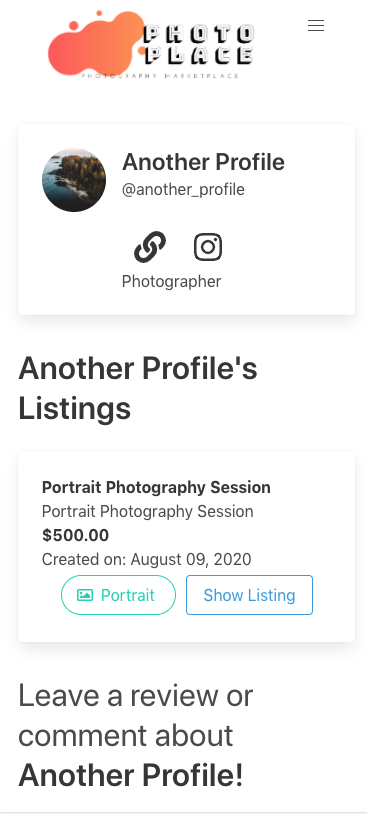 PHOTO
PLACE
PHOTOGRAPHY MARKETPLACE
Another Profile
@another_profile
Photographer
Another Profile's
Listings
Portrait Photography Session
Portrait Photography Session
$500.00
Created on: August 09, 2020
Portrait
Show Listing
Leave a review or
comment about
Another Profile!